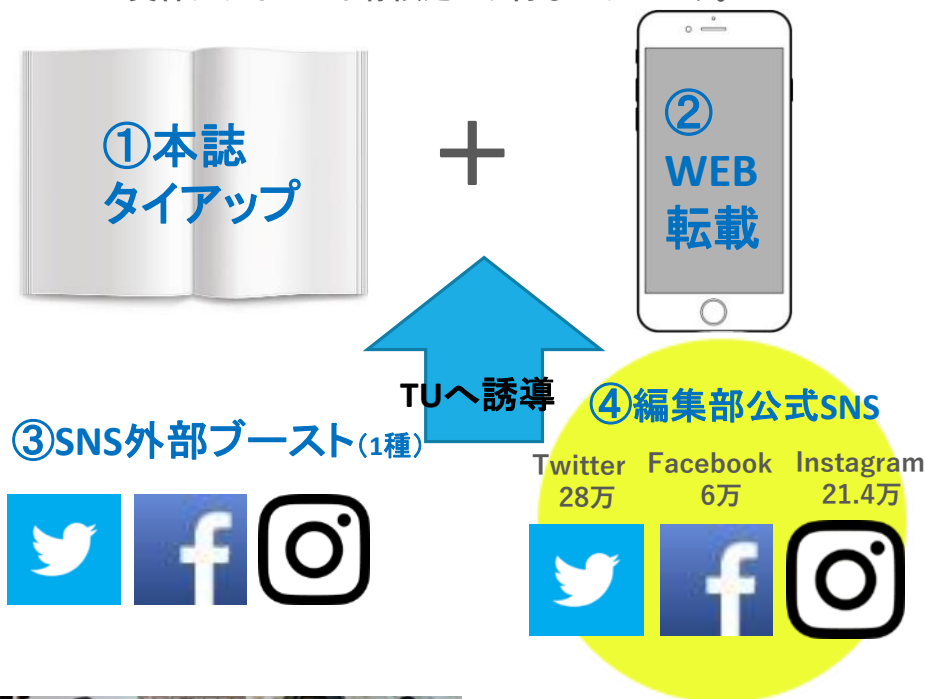 ①本誌
タイアップ
＋
②
WEB
転載
TUへ誘導
③SNS外部ブースト（1種）
④編集部公式SNS
Twitter Facebook Instagram
28万 6万 21.4万